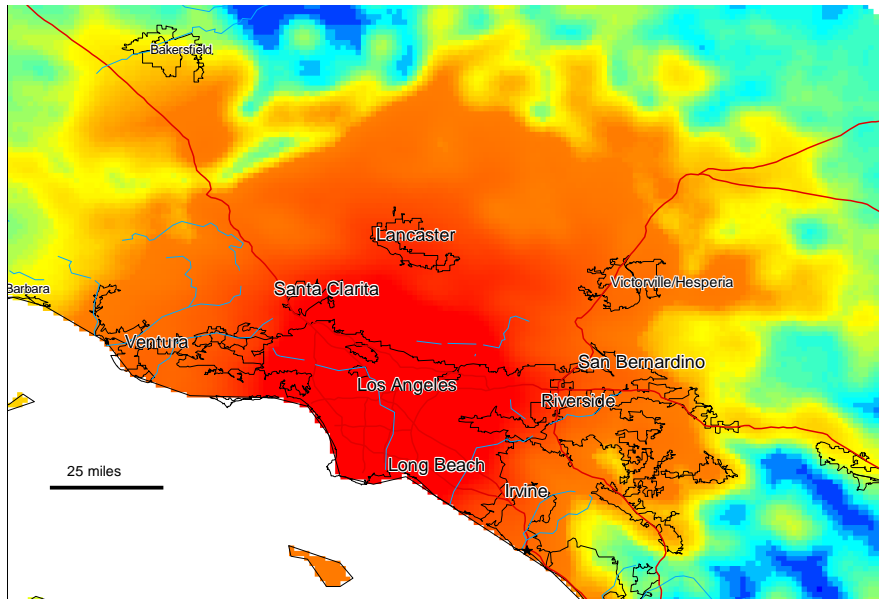 Bakersfield
Lancaster
Santa Clarita
Victorville/Hesperia
Barbara
Ventura
San Bernardino
Los Angeles
Riverside
Long Beach
25 miles
Irvine